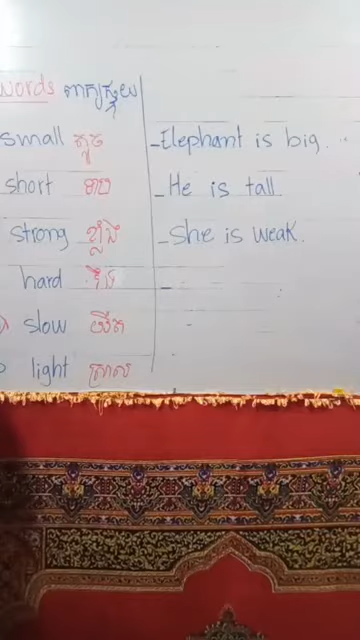 words ពាក្យផ្ទុយ
small តូច
short ទាប
strong ខ្លាំង
hard រឹង
slow យឺត
light ស្រាល
-Elephant is big...
-He is tall.
-She is weak.
-